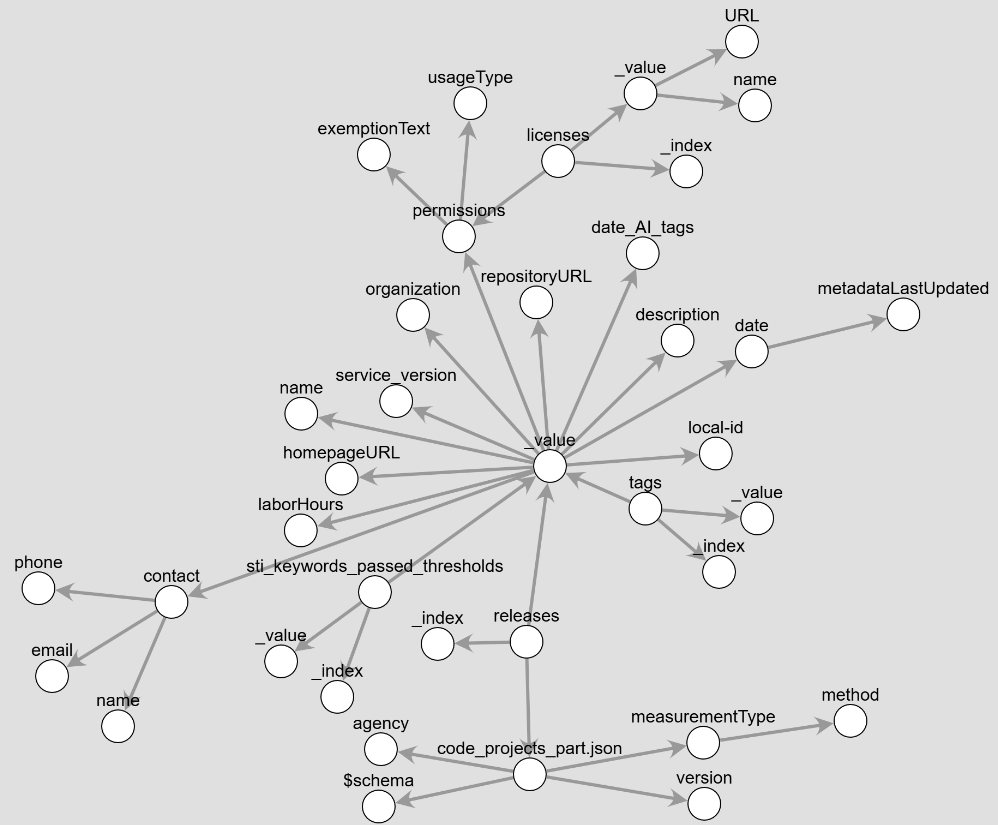 URL
_value
usageType
name
exemptionText
licenses
_index
permissions
date_AI_tags
repositoryURL
organization
metadataLastUpdated
description
date
service_version
name
local-id
_value
homepageURL
tags
_value
laborHours
_index
phone
sti_keywords_passed_thresholds
contact
releases
_index
_value
email
_index
name
method
measurementType
agency
code_projects_part.json
$schema
version